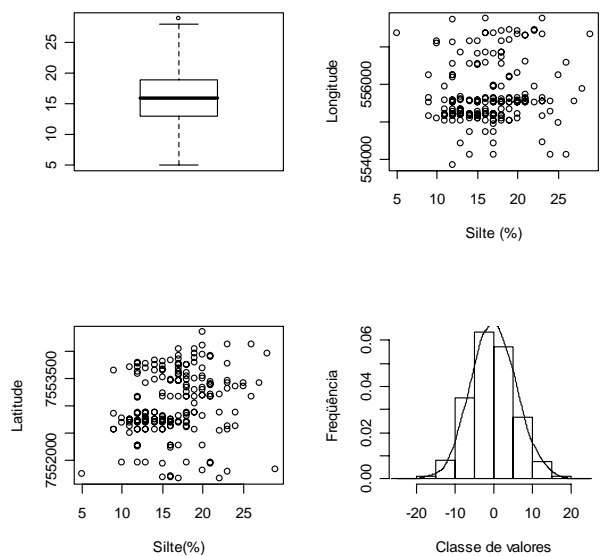 25
20
15
10
5
Longitude
556000
554000
5 10 15 20 25
Silte (%)
Latitude
7553500
7552000
5 10 15 20 25
Silte(%)
Freqüência
0.06
0.04
0.02
0.00
-20 -10 0 10 20
Classe de valores